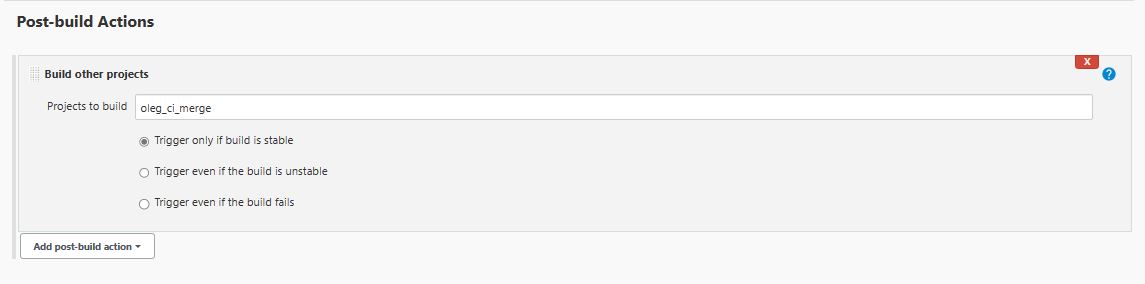 Post-build Actions
X
Build other projects
?
Projects to build
oleg_ci_merge
Trigger only if build is stable
Trigger even if the build is unstable
Trigger even if the build fails
Add post-build action